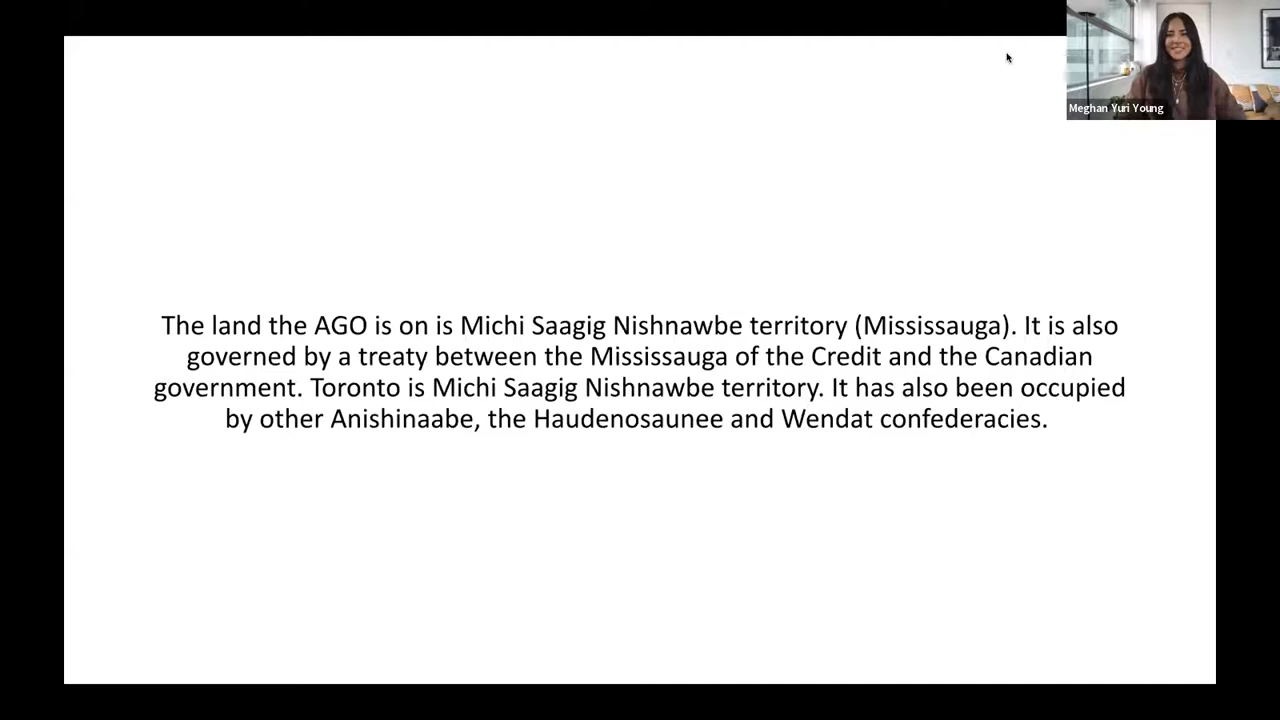 Meghan Yuri Young
The land the AGO is on is Michi Saagig Nishnawbe territory (Mississauga). It is also
governed by a treaty between the Mississauga of the Credit and the Canadian
government. Toronto is Michi Saagig Nishnawbe territory. It has also been occupied
by other Anishinaabe, the Haudenosaunee and Wendat confederacies.